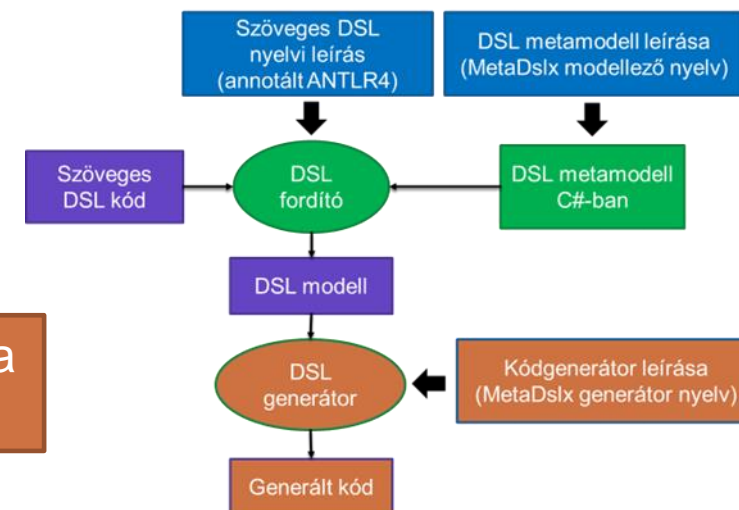 Szöveges DSL
nyelvi leírás
(annotált ANTLR4)
DSL metamodell leírása
(MetaDslx modellező nyelv)
Szöveges
DSL kód
DSL
fordító
DSL metamodell
C#-ban
DSL modell
a
DSL
generátor
Kódgenerátor leírása
(MetaDslx generátor nyelv)
Generált kód